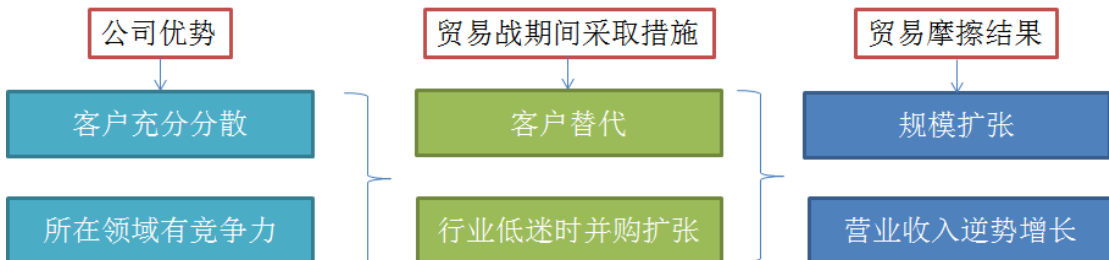 公司优势
贸易战期间采取措施
贸易摩擦结果
客户充分分散
客户替代
规模扩张
所在领域有竞争力
行业低迷时并购扩张
营业收入逆势增长